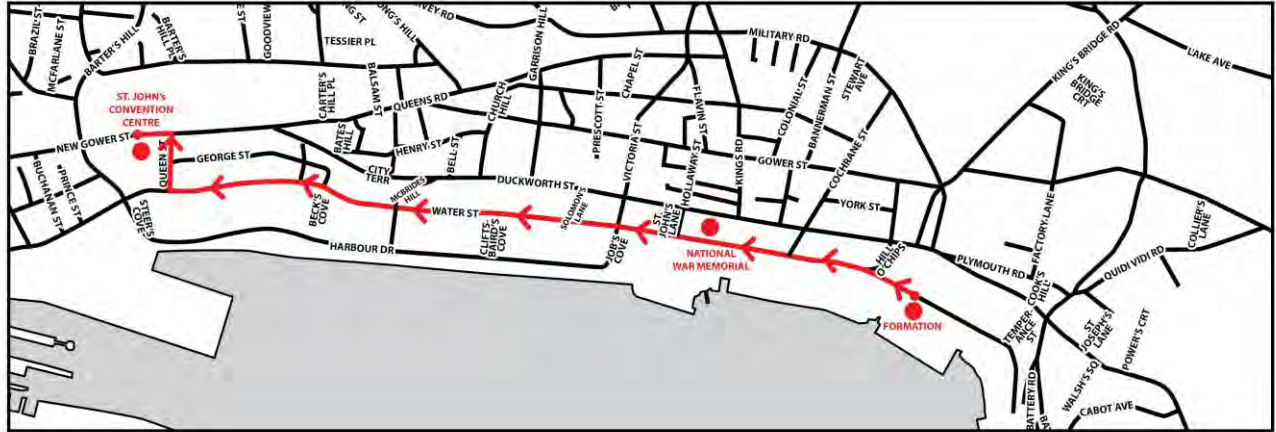 BRAZIL ST
MCFARLANE ST
BARTER'S HILL
BARTER'S
HILL PL
GOODVIEW
TESSIER PL
MILITARY RD
GARRISON HILL
KING'S BRIDGE RD
LAKE AVE
KING'S
BRIDGE CRT
ST. JOHN's
CONVENTION
CENTRE
CARTER'S
HILL PL
BALSAM ST
QUEENS RD
CHURCH
HILL
CHAPEL ST
PRESCOTT ST
FLAVIN ST
COLONIAL ST
BANNERMAN ST
STEWART
AVE
NEW GOWER ST
QUEEN ST
GEORGE ST
BATES
HILL
HENRY ST
BELL ST
CITY
TERR
MCBRIDES
HILL
DUCKWORTH ST
VICTORIA ST
HOLLAWAY ST
KINGS RD
GOWER ST
COCHRANE ST
YORK ST
BUCHANAN ST
PRINCE ST
STEER'S
COVE
BECK'S
COVE
WATER ST
CLIFT'S-
BAIRD'S
COVE
SOLOMON'S
LANE
JOB'S
COVE
ST.
JOHN'S
LANE
HARBOUR DR
NATIONAL
WAR MEMORIAL
HILL
O'CHIPS
FORMATION
PLYMOUTH RD
FACTORY LANE
COOK'S
HILL
QUIDI VIDI RD
COLLIER'S
LANE
TEMPER-
ANCE
ST
ST
JOSEPH'S
LANE
POWER'S CRT
WALSH'S SQ
BATTERY RD
CABOT AVE